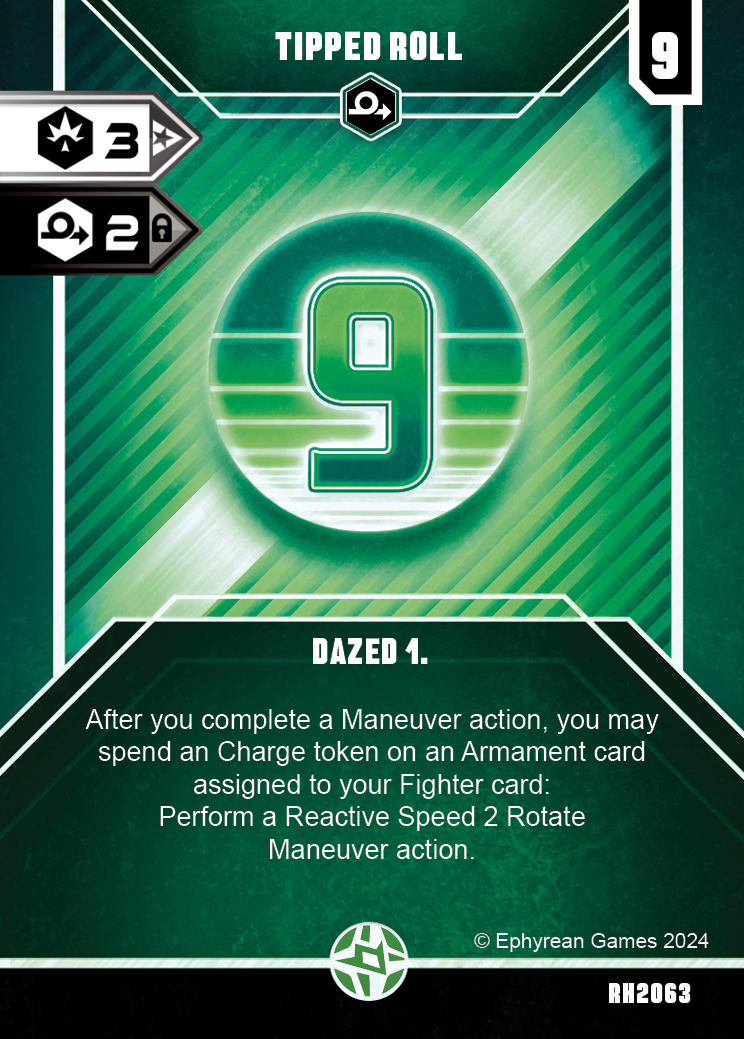 TIPPED ROLL
9
3
2
9
DAZED 1.
After you complete a Maneuver action, you may
spend an Charge token on an Armament card
assigned to your Fighter card:
Perform a Reactive Speed 2 Rotate
Maneuver action.
© Ephyrean Games 2024
RH2063